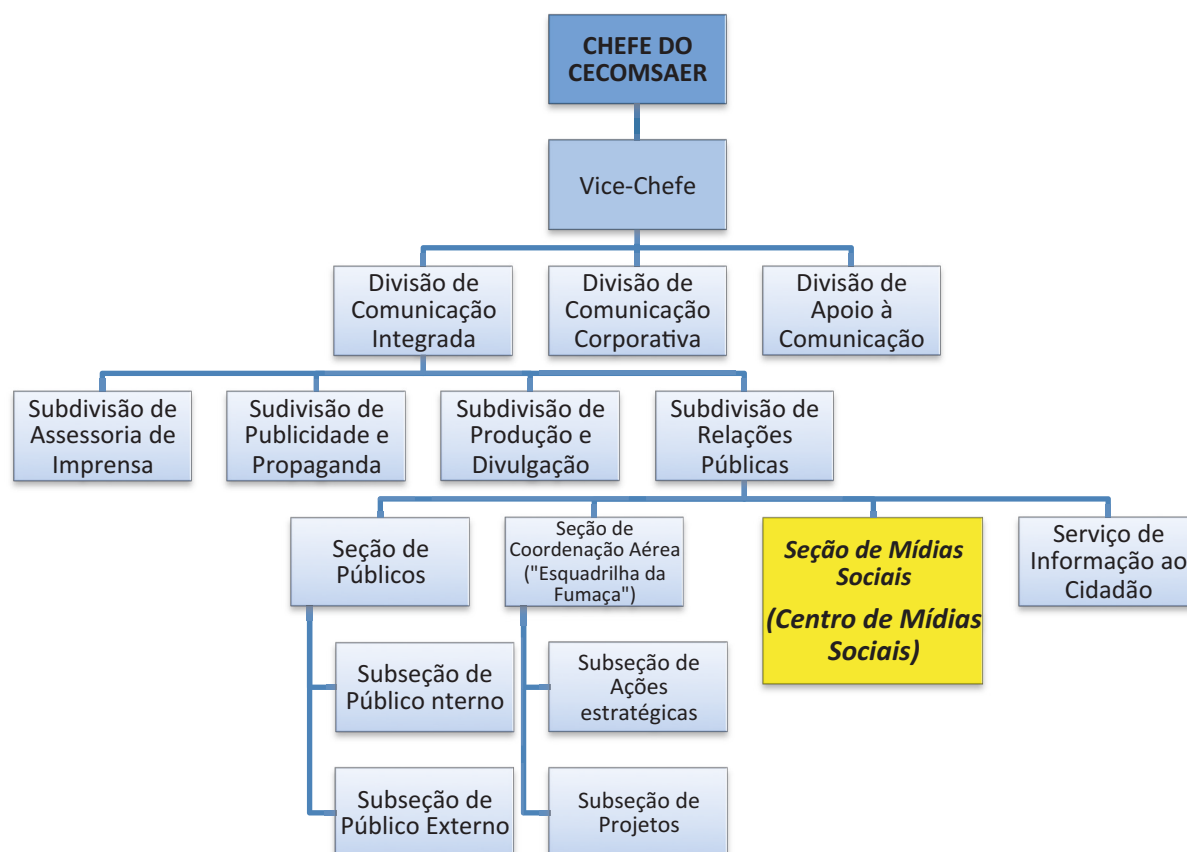 CHEFE DO
CECOMSAER
Vice-Chefe
Divisão de
Comunicação
Integrada
Divisão de
Comunicação
Corporativa
Divisão de
Apoio à
Comunicação
Subdivisão de
Assessoria de
Imprensa
Sudivisão de
Publicidade e
Propaganda
Subdivisão de
Produção e
Divulgação
Subdivisão de
Relações
Públicas
Seção de
Públicos
Seção de
Coordenação Aérea
("Esquadrilha da
Fumaça")
Seção de Mídias
Sociais
(Centro de Mídias
Sociais)
Serviço de
Informação ao
Cidadão
Subseção de
Público nterno
Subseção de
Ações
estratégicas
Subseção de
Público Externo
Subseção de
Projetos